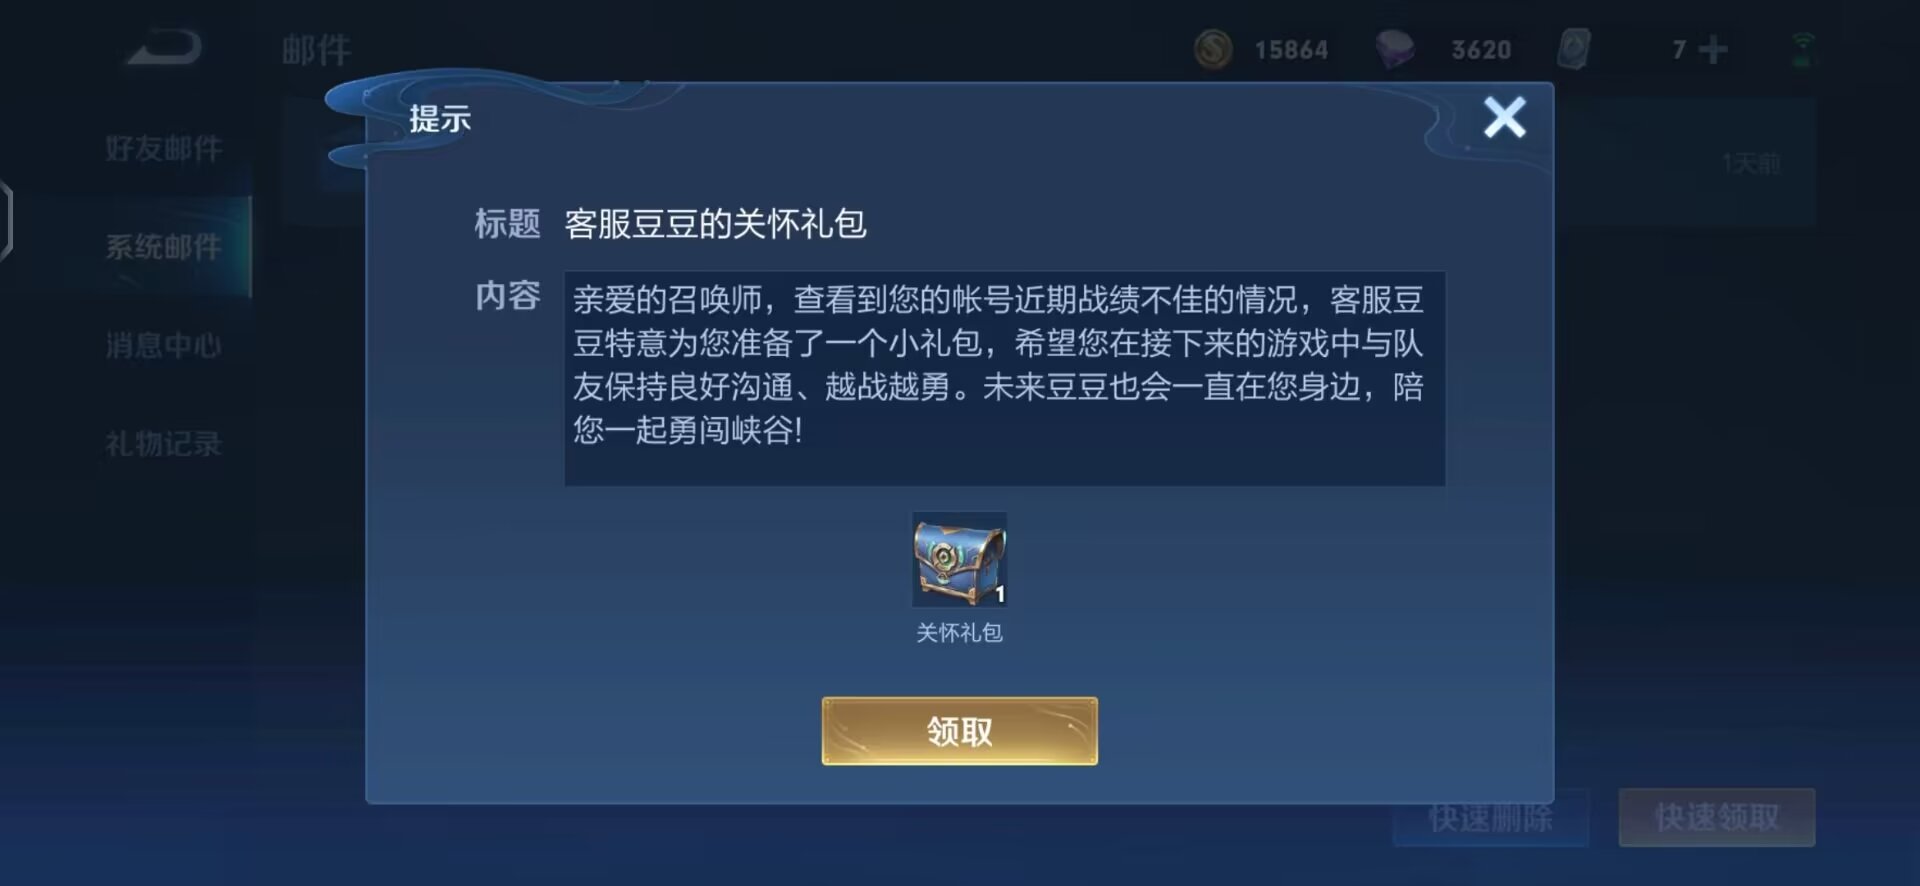 邮件
15864
3620
7
好友邮件
系统邮件
消息中心
礼物记录
1天前
提示
标题 客服豆豆的关怀礼包
内容 亲爱的召唤师，查看到您的帐号近期战绩不佳的情况，客服豆
豆特意为您准备了一个小礼包，希望您在接下来的游戏中与队
友保持良好沟通、越战越勇。未来豆豆也会一直在您身边，陪
您一起勇闯峡谷!
1
关怀礼包
领取
快速删除
快速领取